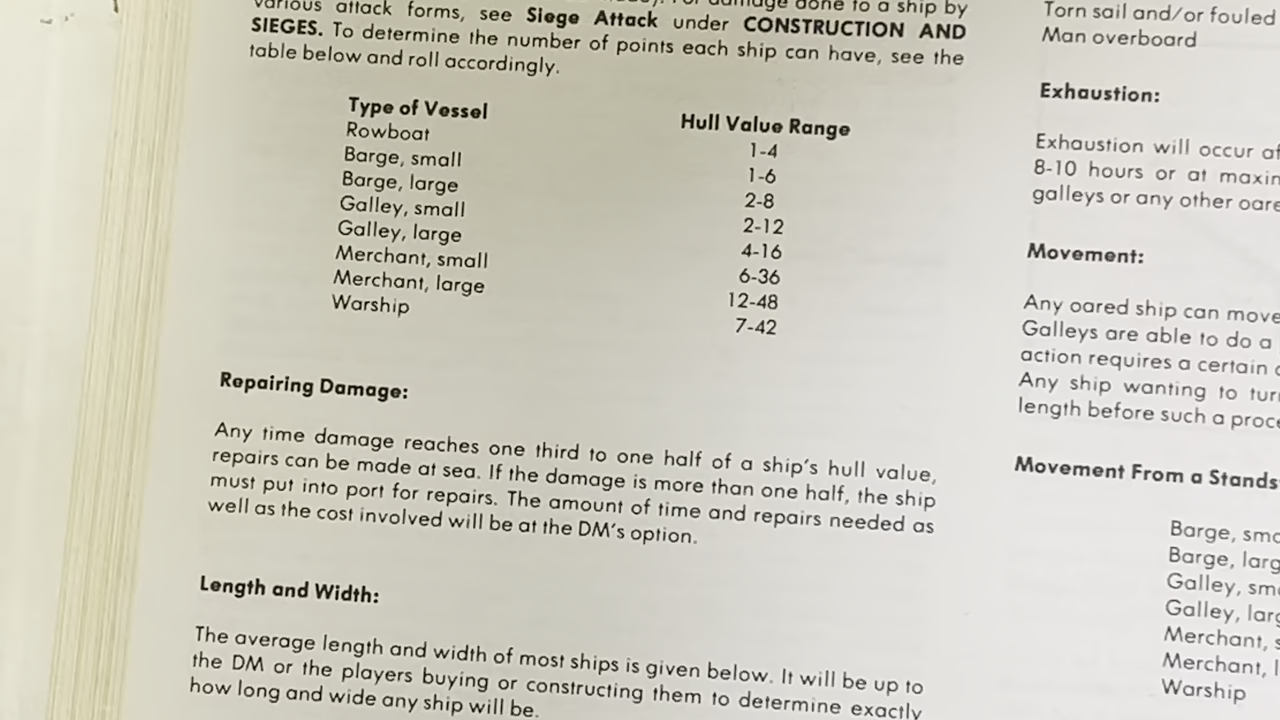 various attack forms, see Siege Attack under CONSTRUCTION AND
SIEGES. To determine the number of points each ship can have, see the
table below and roll accordingly.
Type of Vessel Hull Value Range
Rowboat 1-4
Barge, small 1-6
Barge, large 2-8
Galley, small 2-12
Galley, large 4-16
Merchant, small 6-36
Merchant, large 12-48
Warship 7-42
Repairing Damage:
Any time damage reaches one third to one half of a ship's hull value,
repairs can be made at sea. If the damage is more than one half, the ship
must put into port for repairs. The amount of time and repairs needed as
well as the cost involved will be at the DM's option.
Length and Width:
The average length and width of most ships is given below. It will be up to
the DM or the players buying or constructing them to determine exactly
how long and wide any ship will be.
Torn sail and/or fouled
Man overboard
Exhaustion:
Exhaustion will occur
8-10 hours or at
galleys or any other
Movement:
Any oared ship can move
Galleys are able to do a
action requires a certain
Any ship wanting to
length before such a
Movement From a
Barge,
Barge,
Galley,
Galley,
Merchant,
Merchant,
Warship